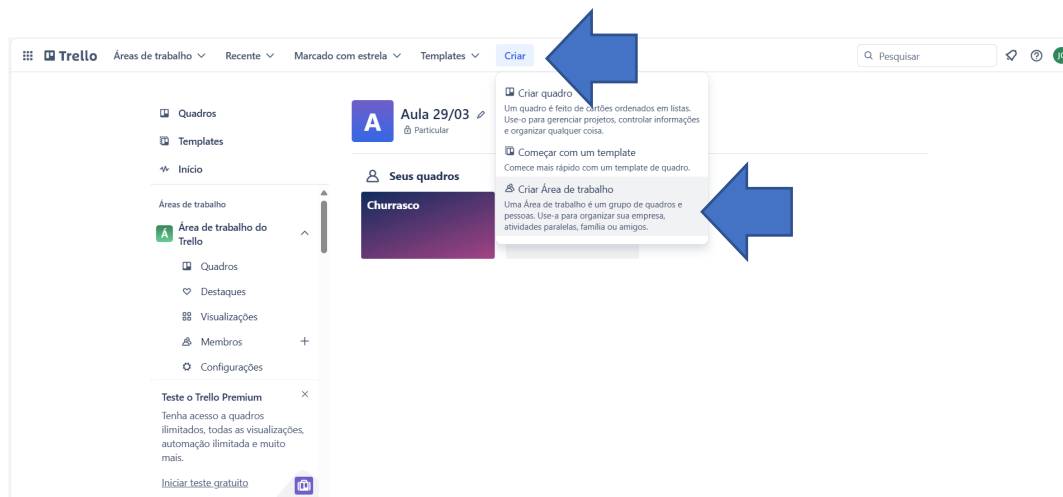 Trello Áreas de trabalho Recente Marcado com estrela Templates Criar Pesquisar
Quadros
Templates
Início
Áreas de trabalho
Á Área de trabalho do
Trello
Quadros
Destaques
Visualizações
Membros
Configurações
Teste o Trello Premium
Tenha acesso a quadros
ilimitados, todas as visualizações,
automação ilimitada e muito
mais.
Iniciar teste gratuito
A Aula 29/03
Particular
Seus quadros
Churrasco
Criar quadro
Um quadro é feito de cartões ordenados em listas.
Use-o para gerenciar projetos, controlar informações
e organizar qualquer coisa.
Começar com um template
Comece mais rápido com um template de quadro.
Criar Área de trabalho
Uma Área de trabalho é um grupo de quadros e
pessoas. Use-a para organizar sua empresa,
atividades paralelas, família ou amigos.